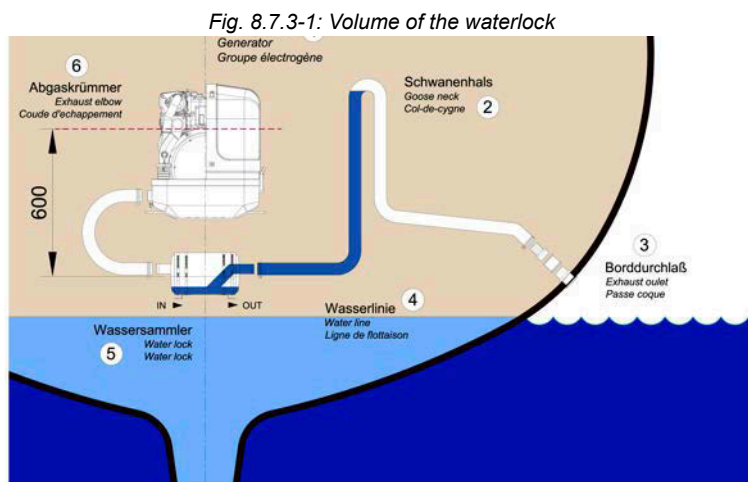 Fig. 8.7.3-1: Volume of the waterlock
Generator
Groupe électrogène
6
Abgaskrümmer
Exhaust elbow
Coude d'echappement
Schwanenhals
Goose neck
Col-de-cygne
2
600
3
Borddurchlaß
Exhaust oulet
Passe coque
IN
OUT
Wasserlinie
Water line
Ligne de flottaison
4
Wassersammler
Water lock
Water lock
5